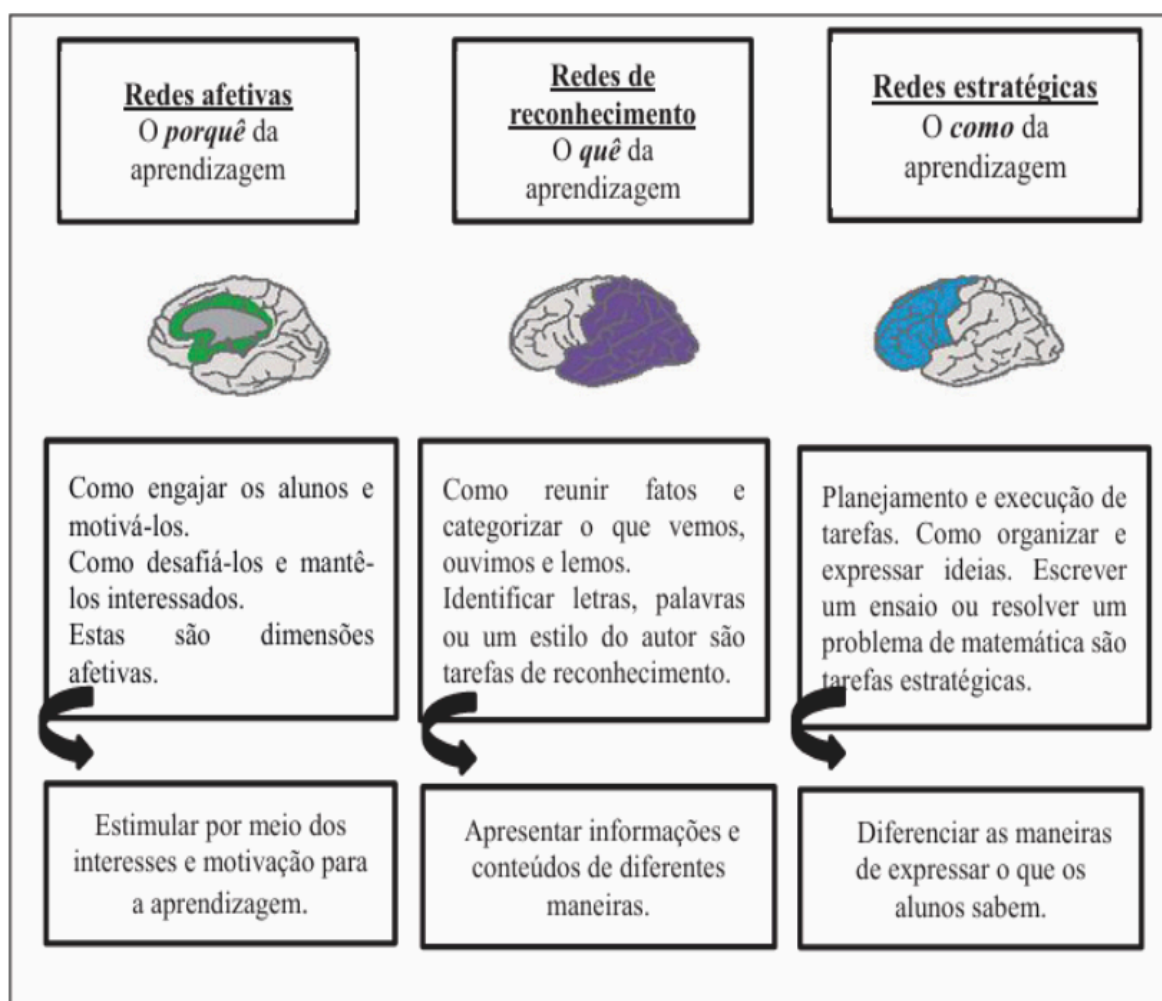 Redes afetivas
O porquê da
aprendizagem
Redes de
reconhecimento
O quê da
aprendizagem
Redes estratégicas
O como da
aprendizagem
Como engajar os alunos e
motivá-los.
Como desafiá-los e mantê-
los interessados.
Estas são dimensões
afetivas.
Como reunir fatos e
categorizar o que vemos,
ouvimos e lemos.
Identificar letras, palavras
ou um estilo do autor são
tarefas de reconhecimento.
Planejamento e execução de
tarefas. Como organizar e
expressar ideias. Escrever
um ensaio ou resolver um
problema de matemática são
tarefas estratégicas.
Estimular por meio dos
interesses e motivação para
a aprendizagem.
Apresentar informações e
conteúdos de diferentes
maneiras.
Diferenciar as maneiras
de expressar o que os
alunos sabem.